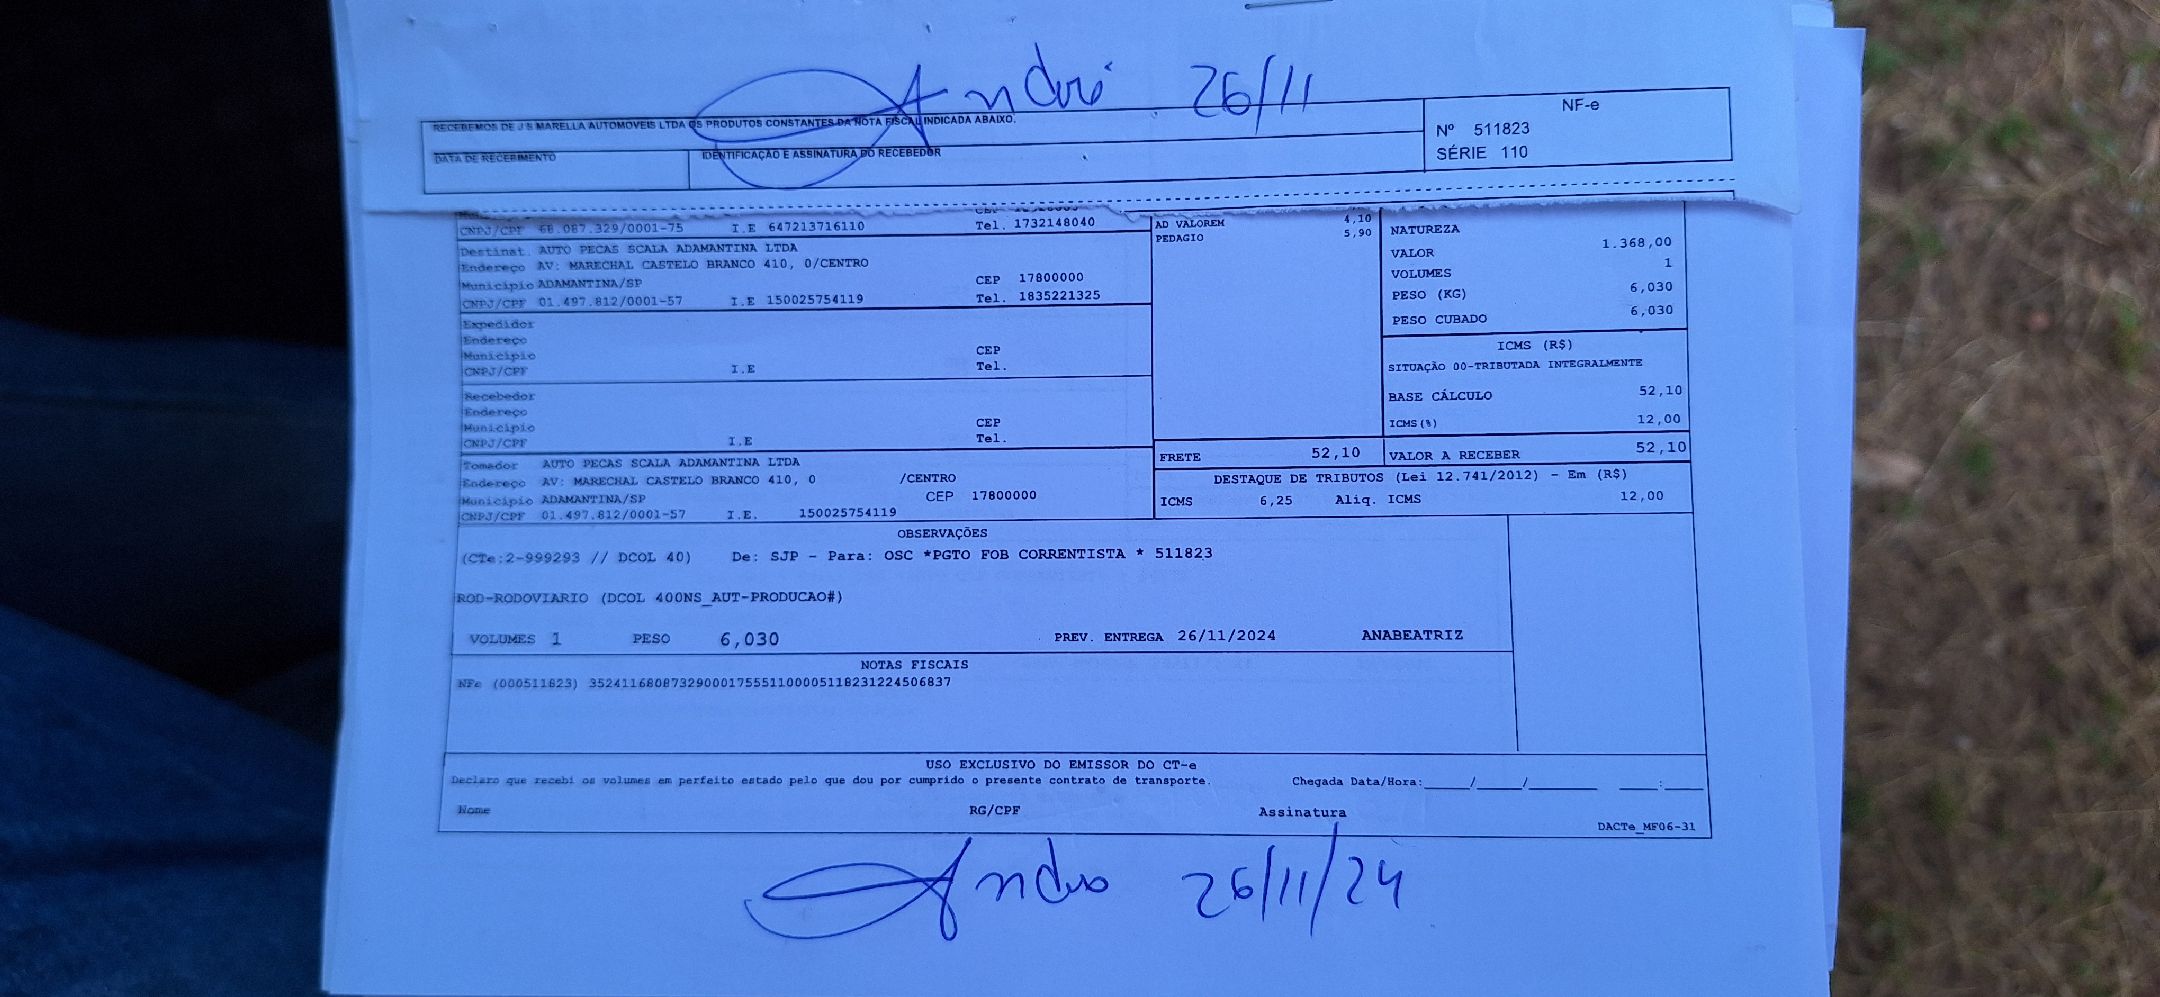 André 26/11
RECEBEMOS DE J S MARELLA AUTOMOVEIS LTDA OS PRODUTOS CONSTANTES DA NOTA FISCAL INDICADA ABAIXO.
DATA DE RECEBIMENTO IDENTIFICAÇÃO E ASSINATURA DO RECEBEDOR
NF-e
Nº 511823
SÉRIE 110
CNPJ/CPF 68.087.329/0001-75 I.E 647213716110 Tel. 1732148040
Destinat. AUTO PECAS SCALA ADAMANTINA LTDA
Endereço AV: MARECHAL CASTELO BRANCO 410, 0/CENTRO
Município ADAMANTINA/SP CEP 17800000
CNPJ/CPF 01.497.812/0001-57 I.E 150025754119 Tel. 1835221325
Expedidor
Endereço
Município CEP
CNPJ/CPF I.E Tel.
Recebedor
Endereço
Município CEP
CNPJ/CPF I.E Tel.
Tomador AUTO PECAS SCALA ADAMANTINA LTDA
Endereço AV: MARECHAL CASTELO BRANCO 410, 0 /CENTRO
Município ADAMANTINA/SP CEP 17800000
CNPJ/CPF 01.497.812/0001-57 I.E. 150025754119
AD VALOREM 4,10
PEDAGIO 5,90
FRETE 52,10
NATUREZA
VALOR 1.368,00
VOLUMES 1
PESO (KG) 6,030
PESO CUBADO 6,030
ICMS (R$)
SITUAÇÃO 00-TRIBUTADA INTEGRALMENTE
BASE CÁLCULO 52,10
ICMS(%) 12,00
VALOR A RECEBER 52,10
DESTAQUE DE TRIBUTOS (Lei 12.741/2012) - Em (R$)
ICMS 6,25 Aliq. ICMS 12,00
OBSERVAÇÕES
(CTe:2-999293 // DCOL 40) De: SJP - Para: OSC *PGTO FOB CORRENTISTA * 511823
ROD-RODOVIARIO (DCOL 400NS_AUT-PRODUCAO#)
VOLUMES 1 PESO 6,030 PREV. ENTREGA 26/11/2024 ANABEATRIZ
NOTAS FISCAIS
NFe (000511823) 35241168087329000175551100005118231224506837
USO EXCLUSIVO DO EMISSOR DO CT-e
Declaro que recebi os volumes em perfeito estado pelo que dou por cumprido o presente contrato de transporte. Chegada Data/Hora:_____/_____/_______ ____:____
Nome RG/CPF Assinatura
DACTe_MF06-31
26/11/24